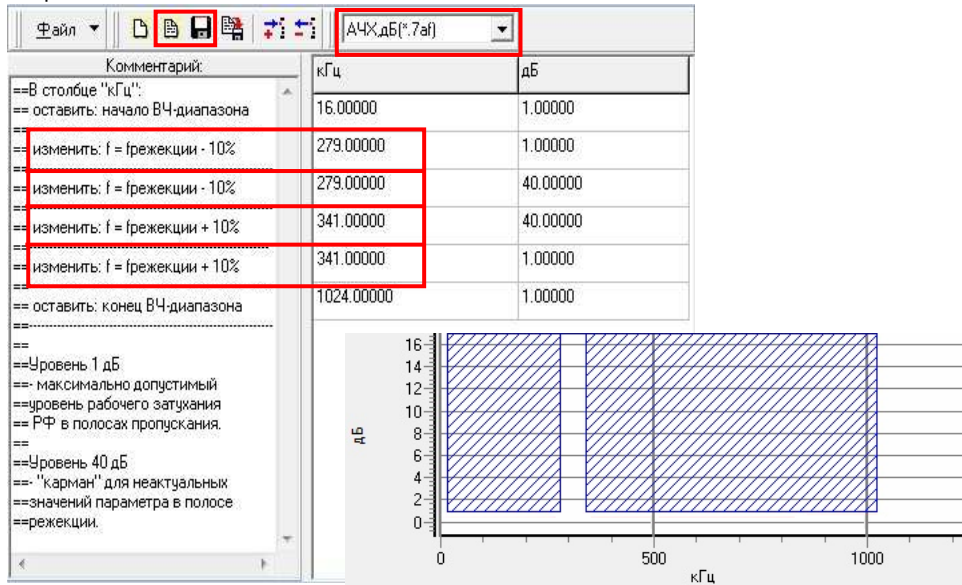 Файл
АЧХ,дБ(*.7af)
Комментарий:
==В столбце "кГц":
== оставить: начало ВЧ-диапазона
==
== изменить: f = fрежекции - 10%
==
== изменить: f = fрежекции - 10%
==
== изменить: f = fрежекции + 10%
==
== изменить: f = fрежекции + 10%
==
== оставить: конец ВЧ-диапазона
==----------------------------------------
==
==Уровень 1 дБ
==- максимально допустимый
==уровень рабочего затухания
== РФ в полосах пропускания.
==
==Уровень 40 дБ
==- "карман" для неактуальных
==значений параметра в полосе
==режекции.
кГц дБ
16.00000 1.00000
279.00000 1.00000
279.00000 40.00000
341.00000 40.00000
341.00000 1.00000
1024.00000 1.00000
16
14
12
10
8
6
4
2
0
дБ
0 500 1000
кГц